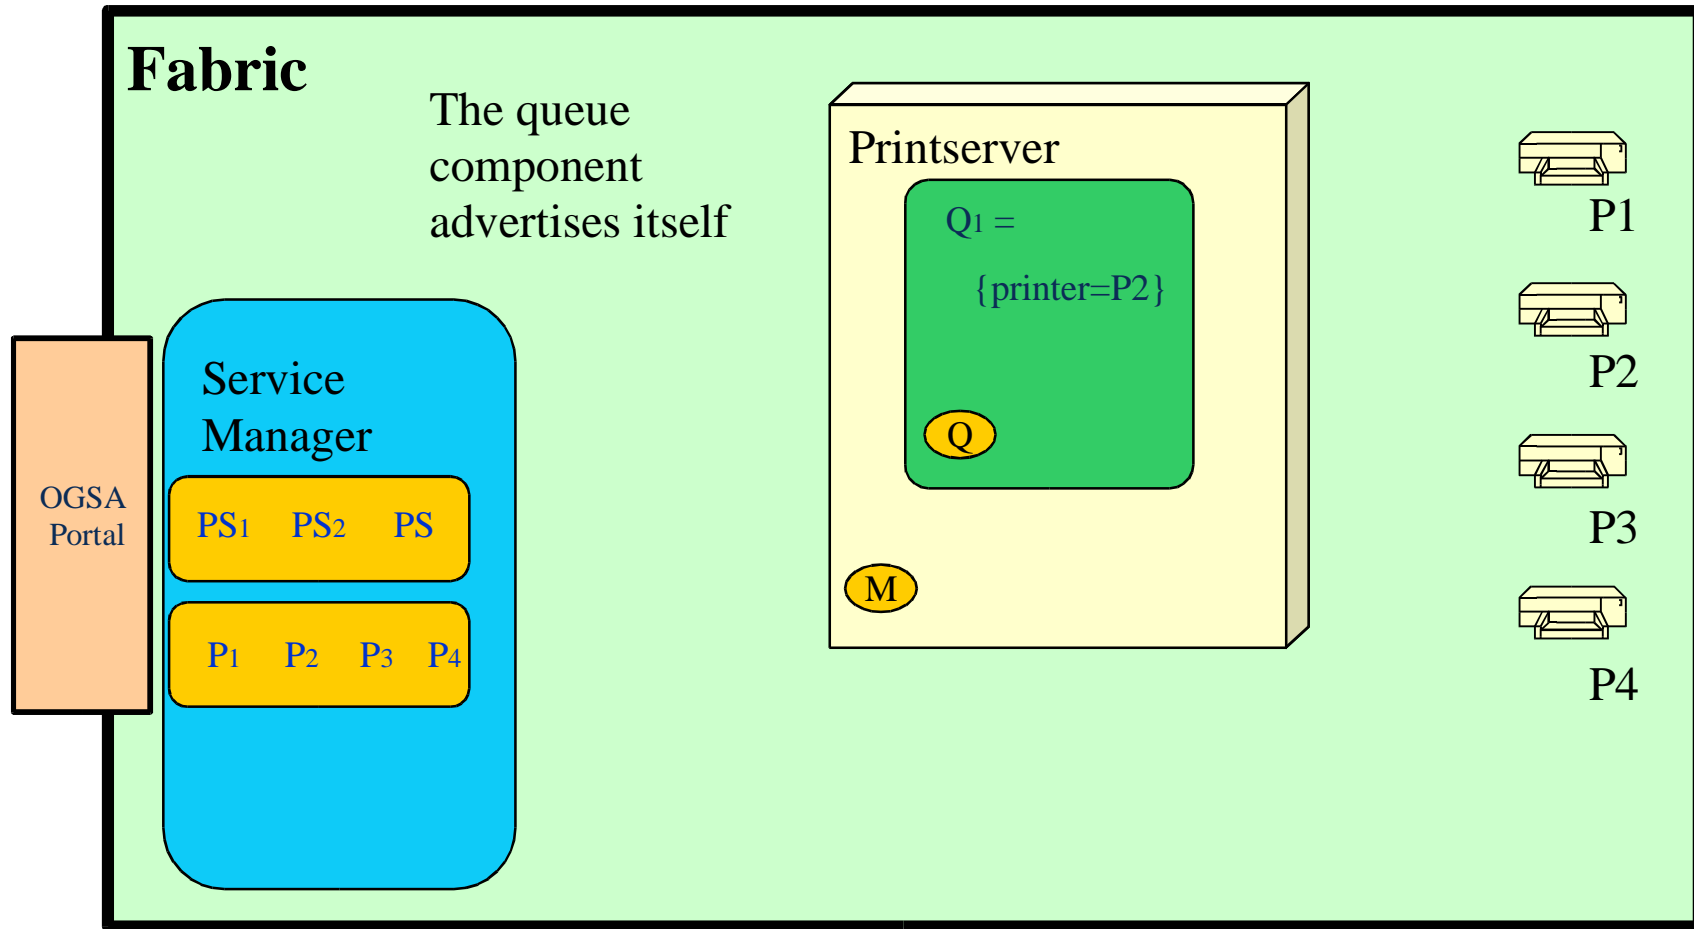 Fabric
The queue
component
advertises itself
Printserver
Q1 =
{printer=P2}
Q
M
P1
P2
P3
P4
Service
Manager
OGSA
Portal
PS1 PS2 PS
P1 P2 P3 P4